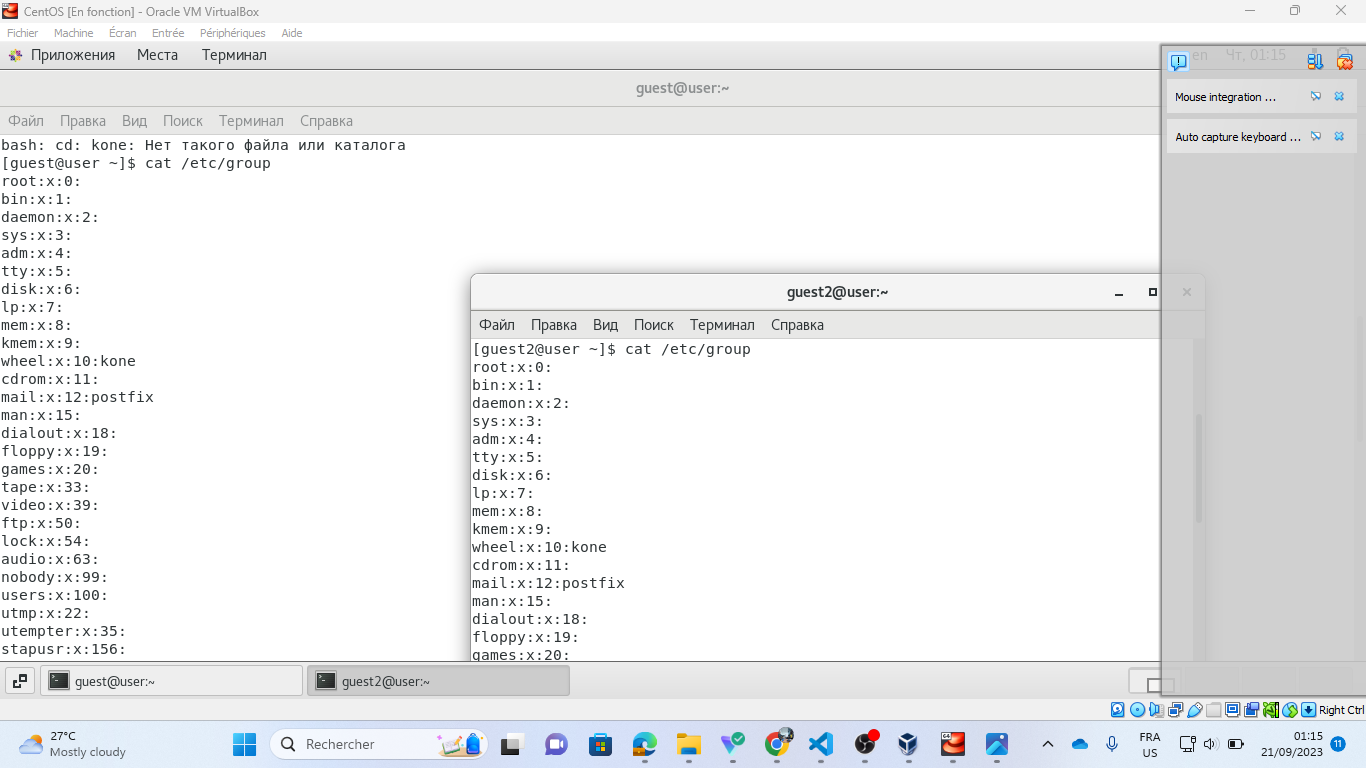 CentOS [En fonction] - Oracle VM VirtualBox
Fichier Machine Écran Entrée Périphériques Aide
Приложения Места Терминал en Чт, 01:15
guest@user:~
Файл Правка Вид Поиск Терминал Справка
Mouse integration ...
Auto capture keyboard ...
bash: cd: kone: Нет такого файла или каталога
[guest@user ~]$ cat /etc/group
root:x:0:
bin:x:1:
daemon:x:2:
sys:x:3:
adm:x:4:
tty:x:5:
disk:x:6:
lp:x:7:
mem:x:8:
kmem:x:9:
wheel:x:10:kone
cdrom:x:11:
mail:x:12:postfix
man:x:15:
dialout:x:18:
floppy:x:19:
games:x:20:
tape:x:33:
video:x:39:
ftp:x:50:
lock:x:54:
audio:x:63:
nobody:x:99:
users:x:100:
utmp:x:22:
utempter:x:35:
stapusr:x:156:
guest2@user:~
Файл Правка Вид Поиск Терминал Справка
[guest2@user ~]$ cat /etc/group
root:x:0:
bin:x:1:
daemon:x:2:
sys:x:3:
adm:x:4:
tty:x:5:
disk:x:6:
lp:x:7:
mem:x:8:
kmem:x:9:
wheel:x:10:kone
cdrom:x:11:
mail:x:12:postfix
man:x:15:
dialout:x:18:
floppy:x:19:
games:x:20:
guest@user:~ guest2@user:~
Right Ctrl
27°C
Mostly cloudy
Rechercher
FRA
US
01:15
21/09/2023
11